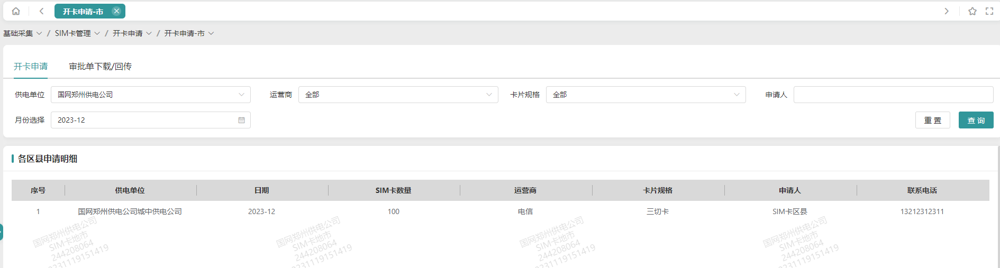 开卡申请-市
基础采集 / SIM卡管理 / 开卡申请 / 开卡申请-市
开卡申请 审批单下载/回传
供电单位 国网郑州供电公司 运营商 全部 卡片规格 全部 申请人
月份选择 2023-12 重置 查询
各区县申请明细
序号 供电单位 日期 SIM卡数量 运营商 卡片规格 申请人 联系电话
1 国网郑州供电公司城中供电公司 2023-12 100 电信 三切卡 SIM卡区县 13212312311
国网郑州供电公司 国网郑州供电公司 国网郑州供电公司 国网郑州供电公司
SIM卡地市 SIM卡地市 SIM卡地市 SIM卡地市
244208064 244208064 244208064 244208064